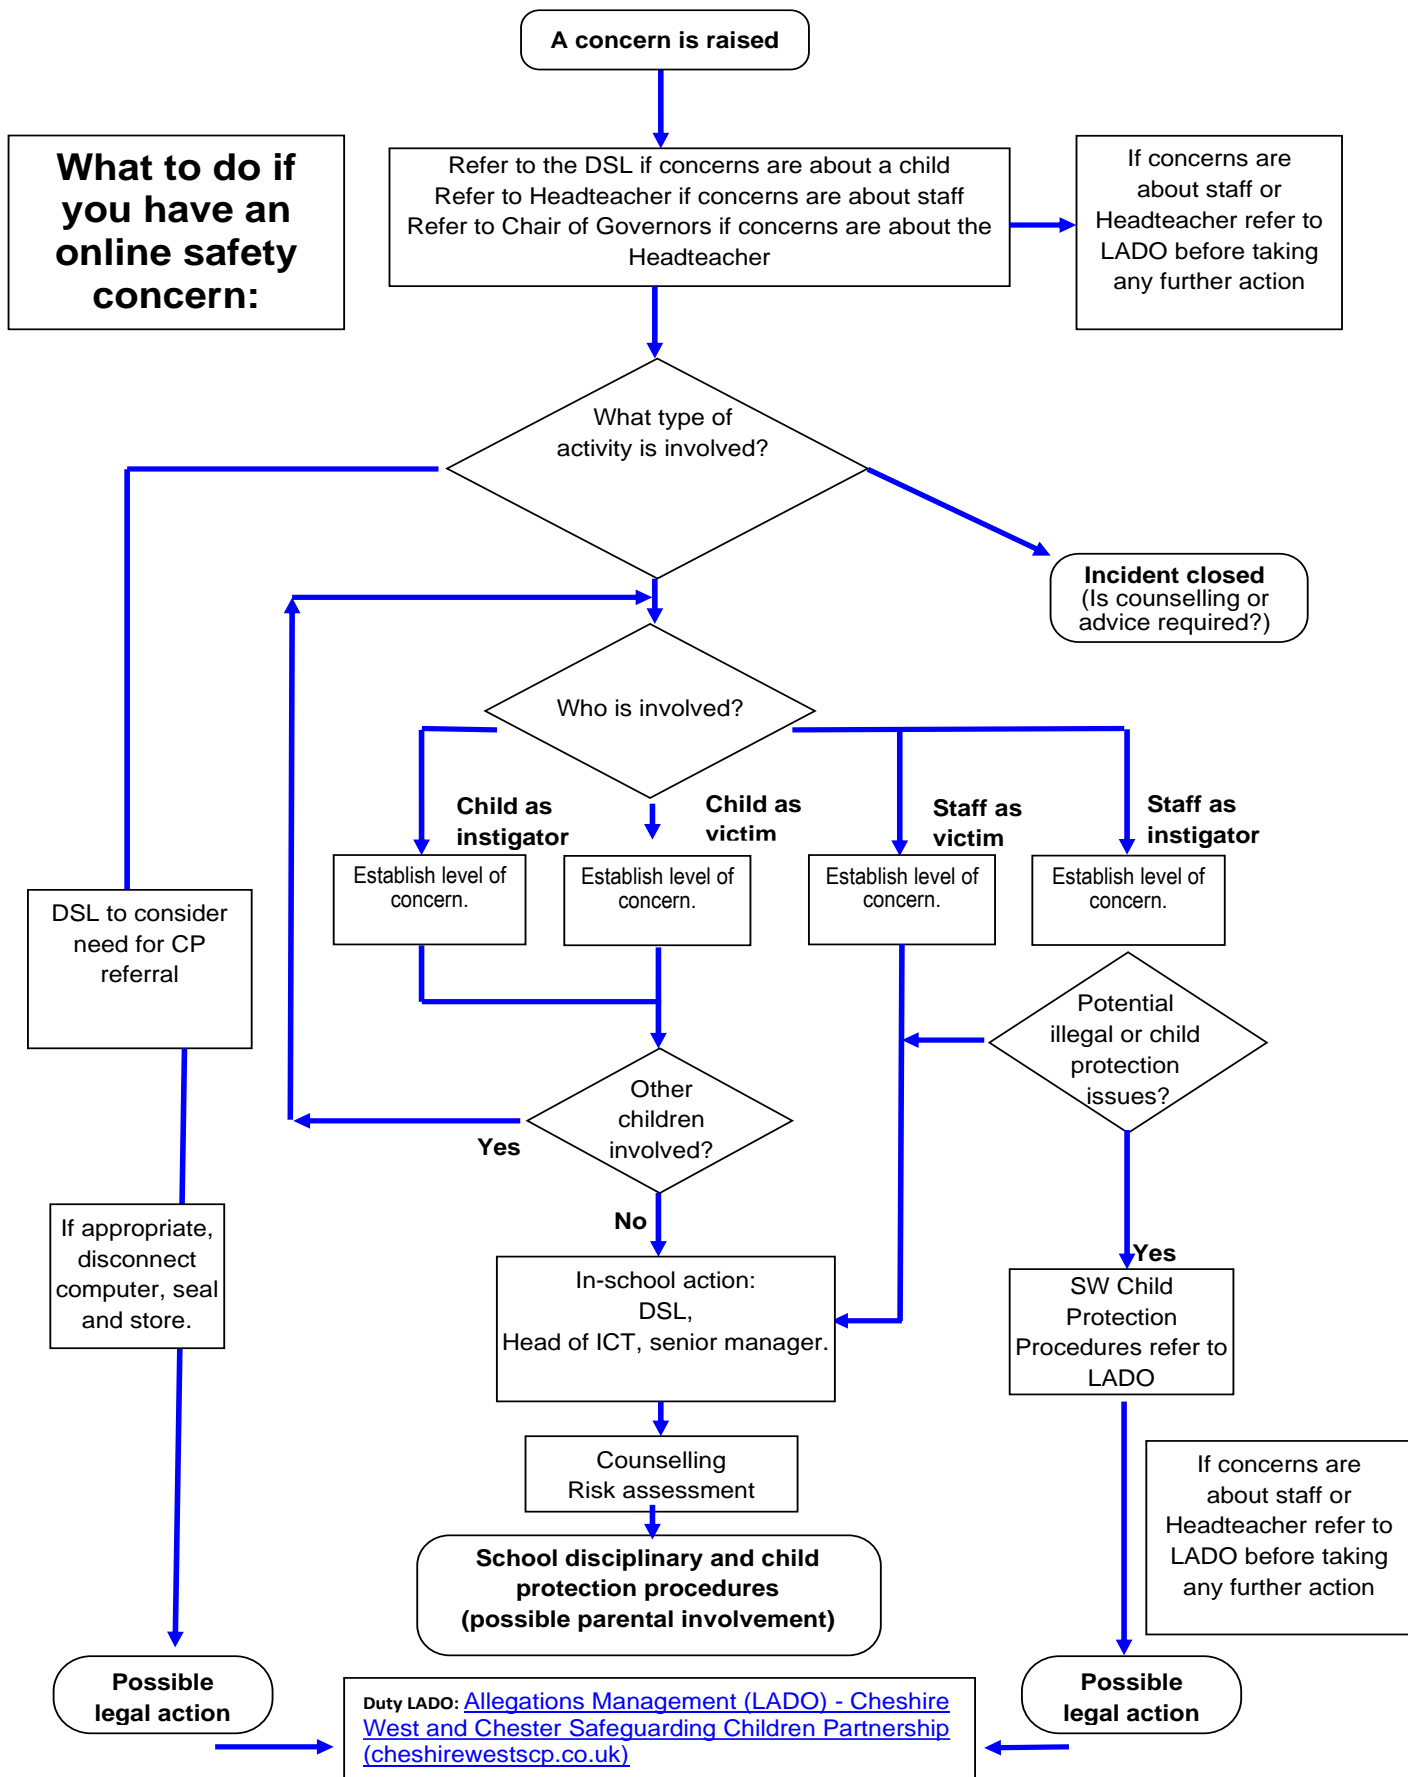 A concern is raised
What to do if
you have an
online safety
concern:
Refer to the DSL if concerns are about a child
Refer to Headteacher if concerns are about staff
Refer to Chair of Governors if concerns are about the
Headteacher
If concerns are
about staff or
Headteacher refer to
LADO before taking
any further action
What type of
activity is involved?
Incident closed
(Is counselling or
advice required?)
Who is involved?
Child as
instigator
Child as
victim
Staff as
victim
Staff as
instigator
Establish level of
concern.
Establish level of
concern.
Establish level of
concern.
Establish level of
concern.
DSL to consider
need for CP
referral
Potential
illegal or child
protection
issues?
Other
children
involved?
Yes
No
Yes
If appropriate,
disconnect
computer, seal
and store.
In-school action:
DSL,
Head of ICT, senior manager.
SW Child
Protection
Procedures refer to
LADO
Counselling
Risk assessment
If concerns are
about staff or
Headteacher refer to
LADO before taking
any further action
School disciplinary and child
protection procedures
(possible parental involvement)
Possible
legal action
Possible
legal action
Duty LADO: Allegations Management (LADO) - Cheshire
West and Chester Safeguarding Children Partnership
(cheshirewestscp.co.uk)